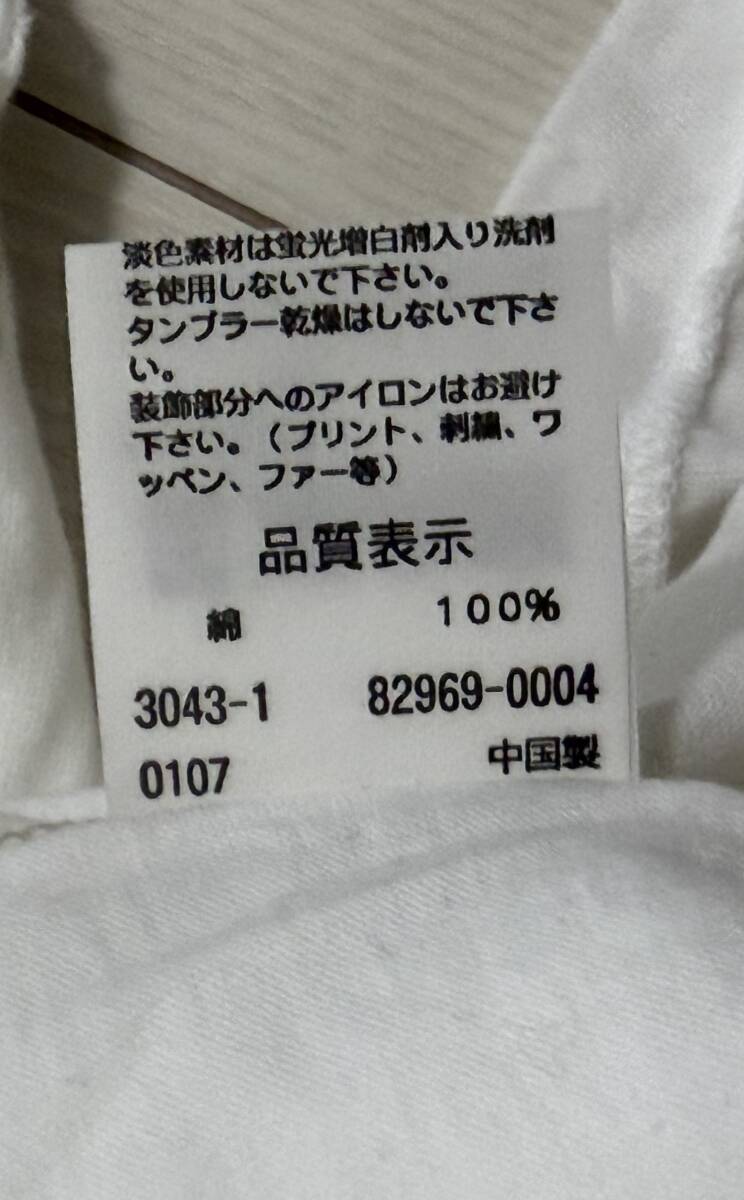 淡色素材は蛍光増白剤入り洗剤
を使用しないで下さい。
タンブラー乾燥はしないで下さ
い。
装飾部分へのアイロンはお避け
下さい。（プリント、刺繍、ワ
ッペン、ファー等）
品質表示
綿 100%
3043-1 82969-0004
0107 中国製